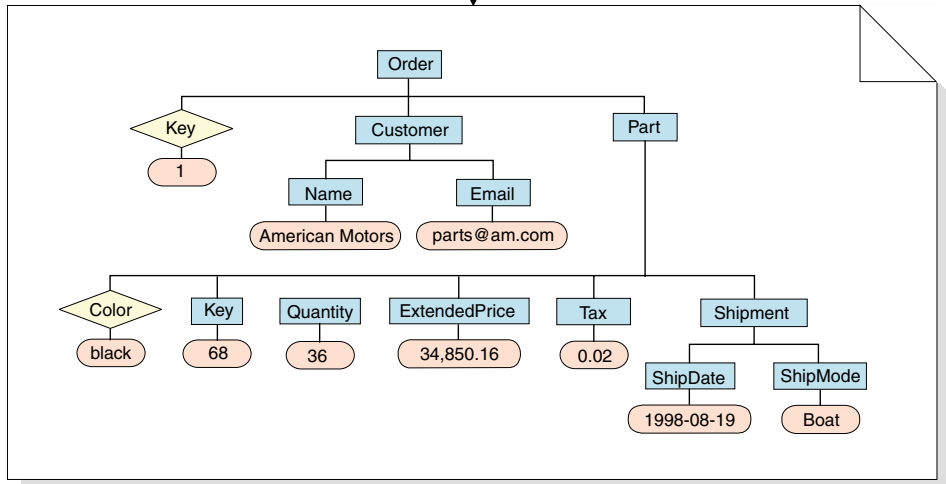 Order
Key
Customer
Part
1
Name
Email
American Motors
parts@am.com
Color
Key
Quantity
ExtendedPrice
Tax
Shipment
black
68
36
34,850.16
0.02
ShipDate
ShipMode
1998-08-19
Boat